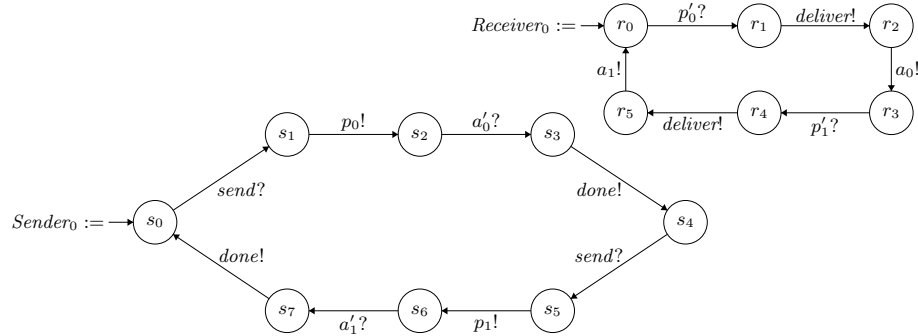 Receiver₀ := r₀ p′₀? r₁ deliver! r₂
a₁! a₀!
r₅ deliver! r₄ p′₁? r₃
s₁ p₀! s₂ a′₀? s₃
send? done!
Sender₀ := s₀ s₄
done! send?
s₇ a′₁? s₆ p₁! s₅